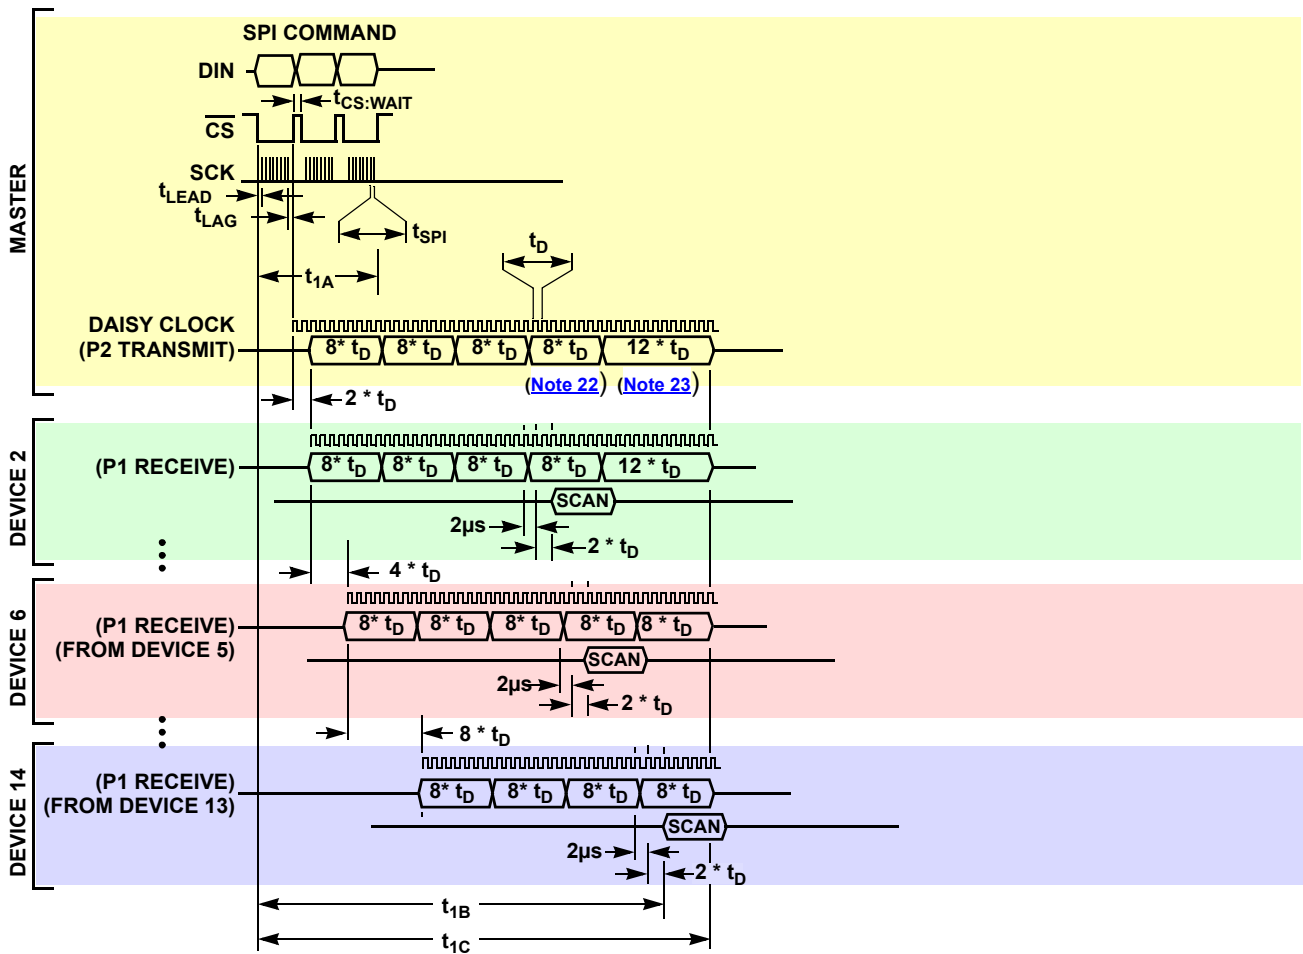 MASTER
SPI COMMAND
DIN
tCS:WAIT
CS
SCK
tLEAD
tLAG
tSPI
tD
t1A
DAISY CLOCK
(P2 TRANSMIT)
8* tD 8* tD 8* tD 8* tD 12 * tD
(Note 22) (Note 23)
2 * tD
DEVICE 2
(P1 RECEIVE)
8* tD 8* tD 8* tD 8* tD 12 * tD
SCAN
2µs
2 * tD
4 * tD
DEVICE 6
(P1 RECEIVE)
(FROM DEVICE 5)
8* tD 8* tD 8* tD 8* tD 8 * tD
SCAN
2µs
2 * tD
8 * tD
DEVICE 14
(P1 RECEIVE)
(FROM DEVICE 13)
8* tD 8* tD 8* tD 8* tD
SCAN
2µs
2 * tD
t1B
t1C